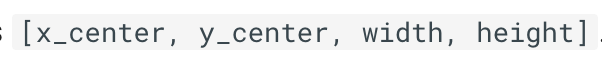 s [x_center, y_center, width, height].